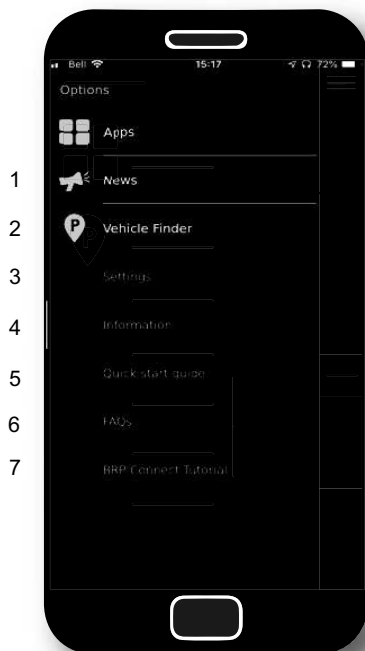 Bell 15:17 72%
Options
Apps
1 News
2 P Vehicle Finder
3 Settings
4 Information
5 Quick start guide
6 FAQs
7 BRP Connect Tutorial